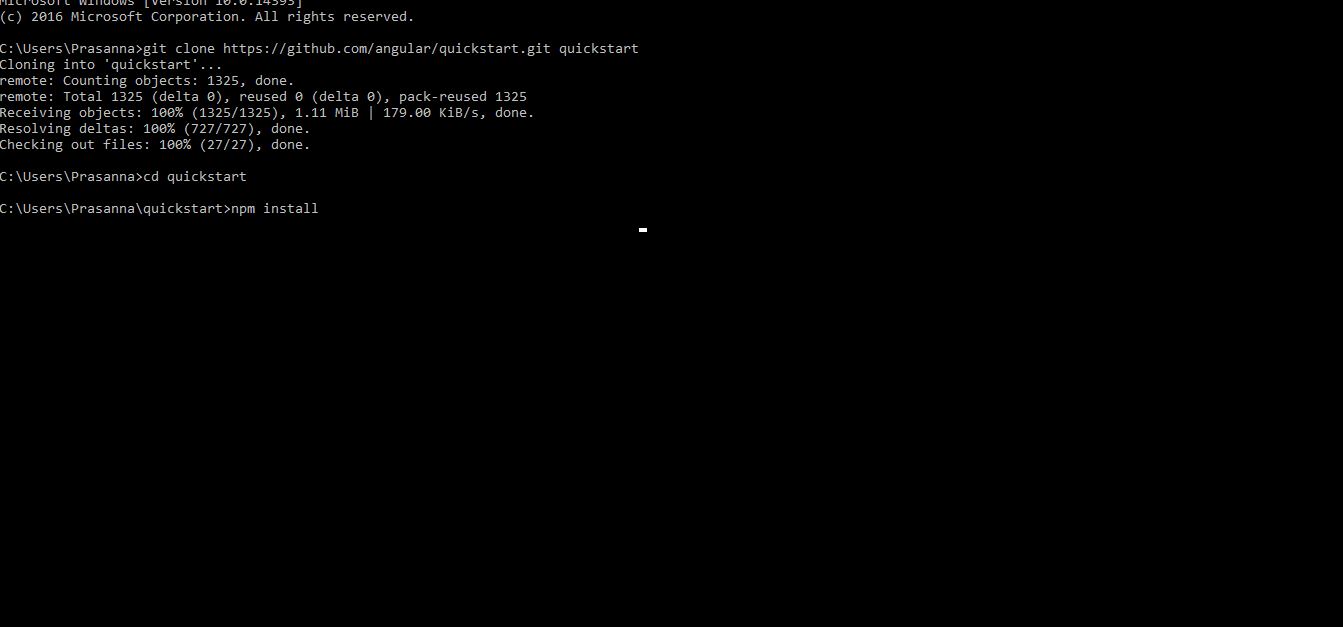 Microsoft Windows [Version 10.0.14393]
(c) 2016 Microsoft Corporation. All rights reserved.
C:\Users\Prasanna>git clone https://github.com/angular/quickstart.git quickstart
Cloning into 'quickstart'...
remote: Counting objects: 1325, done.
remote: Total 1325 (delta 0), reused 0 (delta 0), pack-reused 1325
Receiving objects: 100% (1325/1325), 1.11 MiB | 179.00 KiB/s, done.
Resolving deltas: 100% (727/727), done.
Checking out files: 100% (27/27), done.
C:\Users\Prasanna>cd quickstart
C:\Users\Prasanna\quickstart>npm install